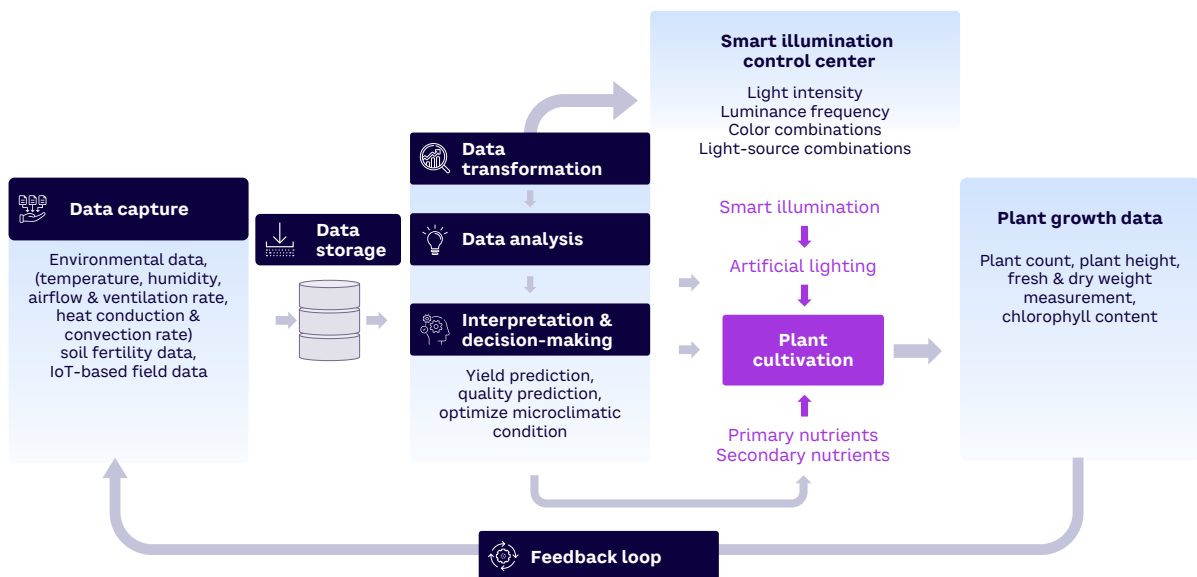 Smart illumination
control center
Light intensity
Luminance frequency
Color combinations
Light-source combinations
Data capture
Environmental data,
(temperature, humidity,
airflow & ventilation rate,
heat conduction &
convection rate)
soil fertility data,
IoT-based field data
Data
storage
Data
transformation
Data analysis
Interpretation &
decision-making
Yield prediction,
quality prediction,
optimize microclimatic
condition
Smart illumination
Artificial lighting
Plant
cultivation
Primary nutrients
Secondary nutrients
Plant growth data
Plant count, plant height,
fresh & dry weight
measurement,
chlorophyll content
Feedback loop